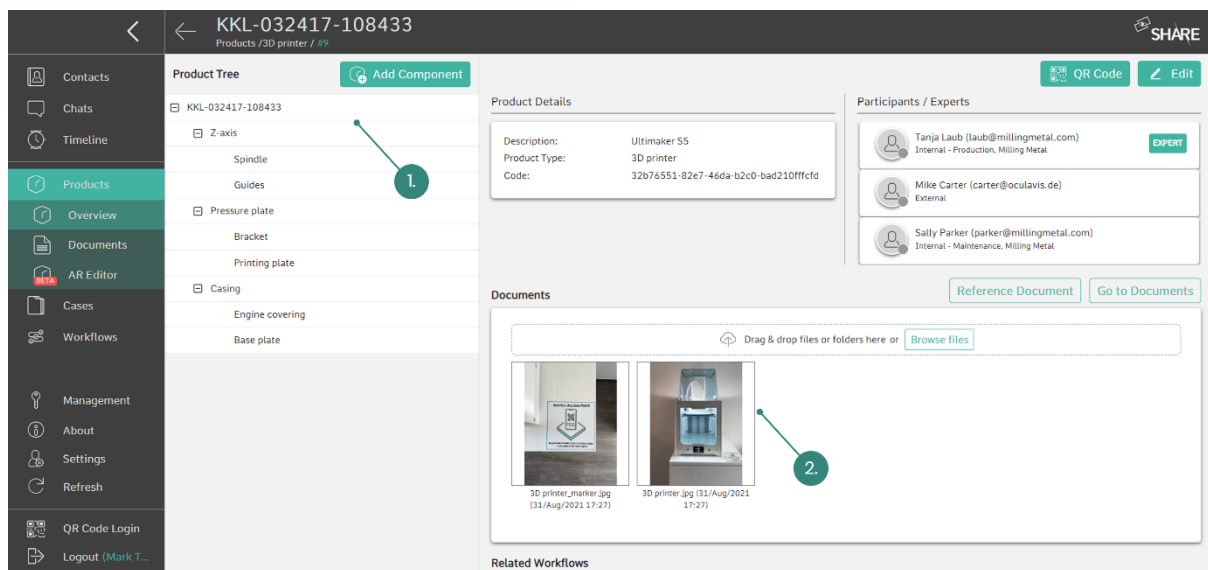 KKL-032417-108433
Products /3D printer / #9
SHARE
Contacts
Chats
Timeline
Products
Overview
Documents
BETA
AR Editor
Cases
Workflows
Management
About
Settings
Refresh
QR Code Login
Logout (Mark T...
Product Tree
Add Component
KKL-032417-108433
Z-axis
Spindle
Guides
Pressure plate
Bracket
Printing plate
Casing
Engine covering
Base plate
1.
QR Code
Edit
Product Details
Description: Ultimaker S5
Product Type: 3D printer
Code: 32b76551-82e7-46da-b2c0-bad210fffcfd
Participants / Experts
Tanja Laub (laub@millingmetal.com)
Internal - Production, Milling Metal
EXPERT
Mike Carter (carter@oculavis.de)
External
Sally Parker (parker@millingmetal.com)
Internal - Maintenance, Milling Metal
Documents
Reference Document
Go to Documents
Drag & drop files or folders here or Browse files
3D printer_marker.jpg
(31/Aug/2021 17:27)
3D printer.jpg (31/Aug/2021
17:27)
2.
Related Workflows